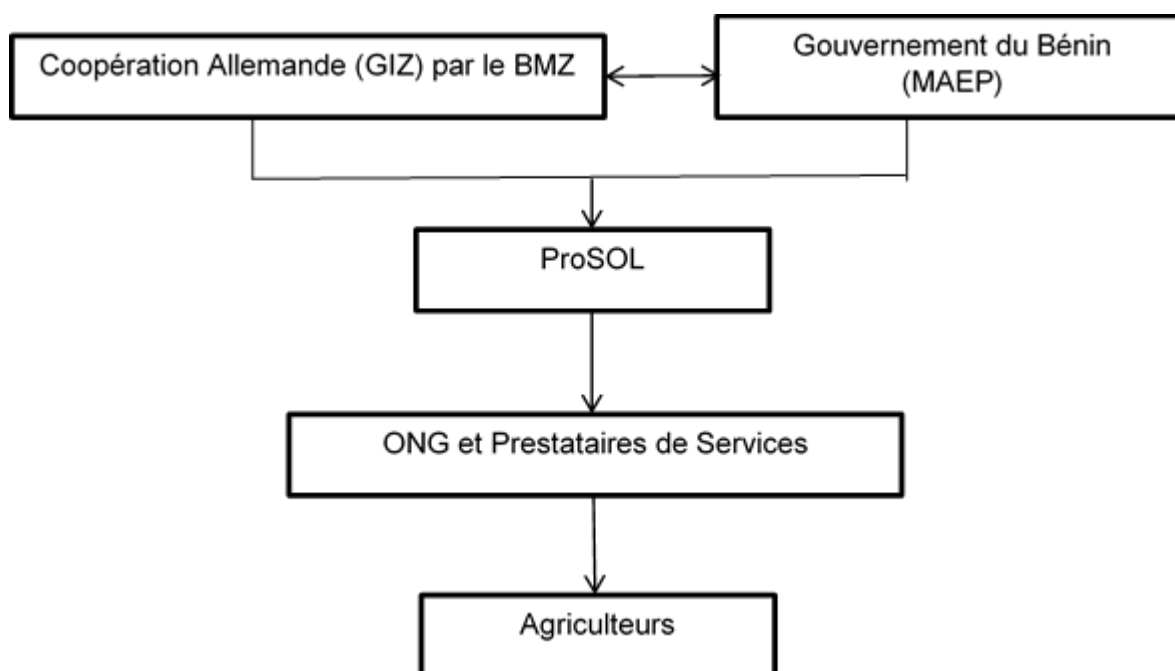 Coopération Allemande (GIZ) par le BMZ
Gouvernement du Bénin
(MAEP)
ProSOL
ONG et Prestataires de Services
Agriculteurs